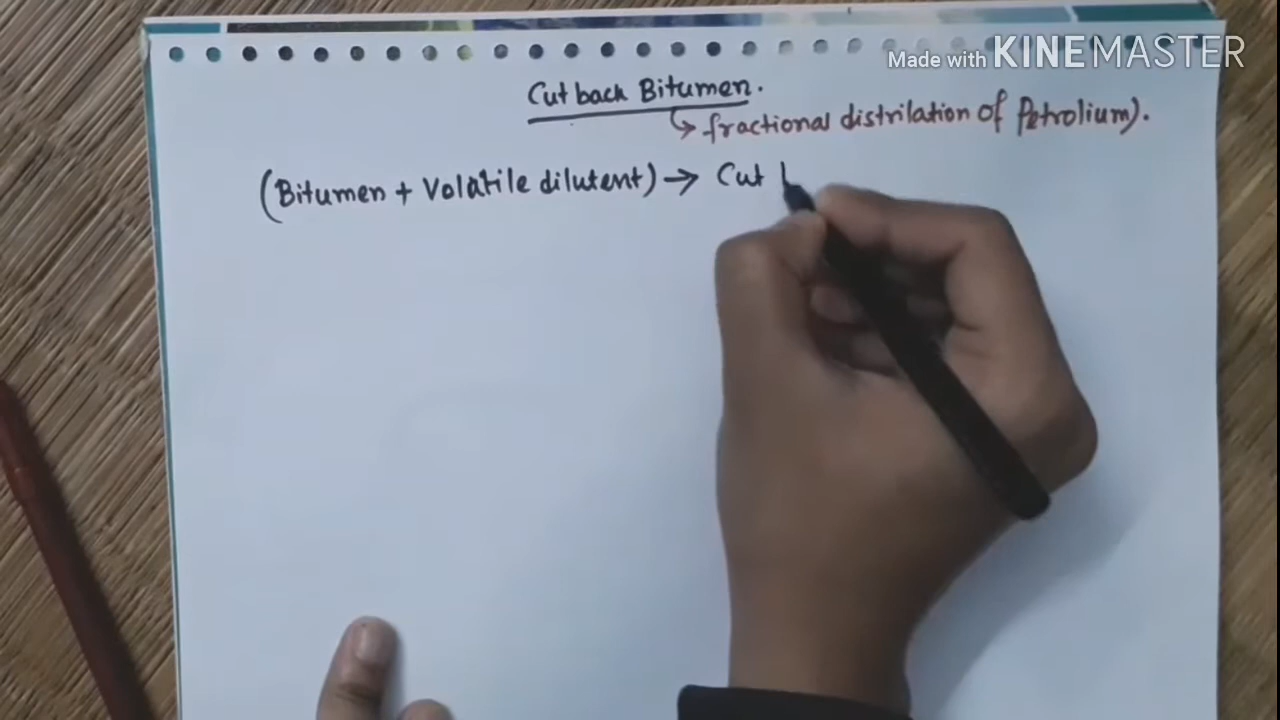 Made with KINEMASTER
Cut back Bitumen.
↳ fractional distrilation of Petrolium).
(Bitumen + Volatile dilutent) → Cut